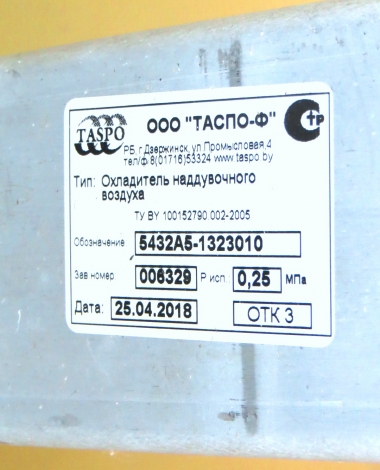 TASPO
ООО "ТАСПО-Ф"
РБ, г.Дзержинск, ул.Промысловая,4
тел/ф.8(01716)53324 www.taspo.by
Тип: Охладитель наддувочного
воздуха
ТУ BY 100152790.002-2005
Обозначение 5432А5-1323010
Зав номер 006329 Р исп. 0,25 МПа
Дата: 25.04.2018 ОТК 3